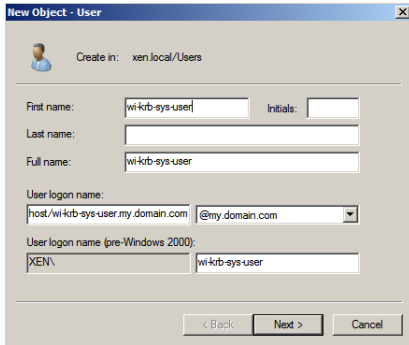 New Object - User
Create in: xen.local/Users
First name: wi-krb-sys-user Initials:
Last name:
Full name: wi-krb-sys-user
User logon name:
host/wi-krb-sys-user.my.domain.com @my.domain.com
User logon name (pre-Windows 2000):
XEN\ wi-krb-sys-user
< Back Next > Cancel